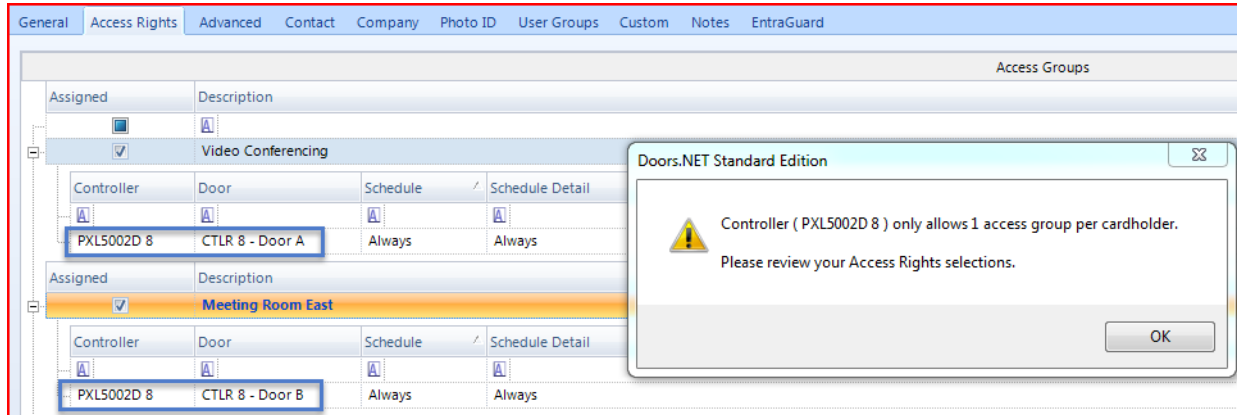 General Access Rights Advanced Contact Company Photo ID User Groups Custom Notes EntraGuard
Access Groups
Assigned Description
A
Video Conferencing
Controller Door Schedule Schedule Detail
A A A A
PXL5002D 8 CTLR 8 - Door A Always Always
Assigned Description
Meeting Room East
Controller Door Schedule Schedule Detail
A A A A
PXL5002D 8 CTLR 8 - Door B Always Always
Doors.NET Standard Edition
Controller ( PXL5002D 8 ) only allows 1 access group per cardholder.
Please review your Access Rights selections.
OK